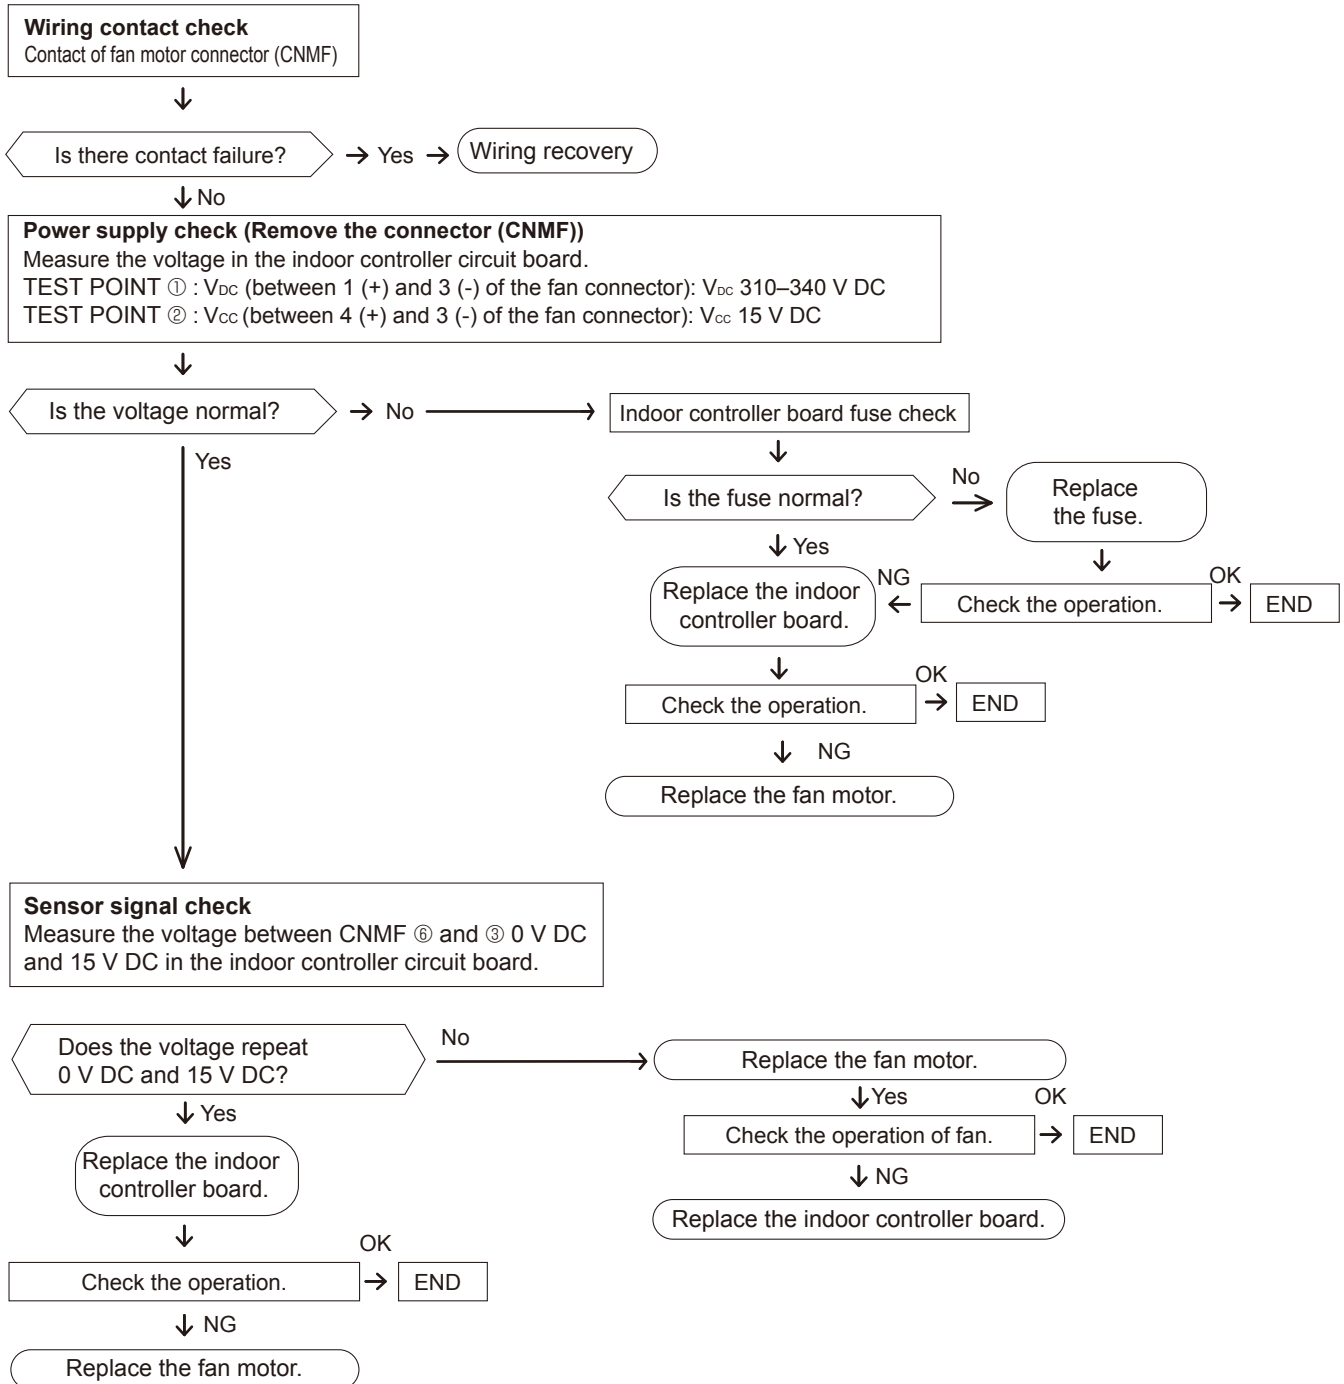 Wiring contact check
Contact of fan motor connector (CNMF)
Is there contact failure?
Yes
Wiring recovery
No
Power supply check (Remove the connector (CNMF))
Measure the voltage in the indoor controller circuit board.
TEST POINT ① : VDC (between 1 (+) and 3 (-) of the fan connector): VDC 310–340 V DC
TEST POINT ② : VCC (between 4 (+) and 3 (-) of the fan connector): VCC 15 V DC
Is the voltage normal?
No
Indoor controller board fuse check
Yes
Is the fuse normal?
No
Replace
the fuse.
Yes
Replace the indoor
controller board.
NG
Check the operation.
OK
END
Check the operation.
OK
END
NG
Replace the fan motor.
Sensor signal check
Measure the voltage between CNMF ⑥ and ③ 0 V DC
and 15 V DC in the indoor controller circuit board.
Does the voltage repeat
0 V DC and 15 V DC?
No
Replace the fan motor.
Yes
OK
Check the operation of fan.
END
NG
Replace the indoor controller board.
Yes
Replace the indoor
controller board.
OK
Check the operation.
END
NG
Replace the fan motor.